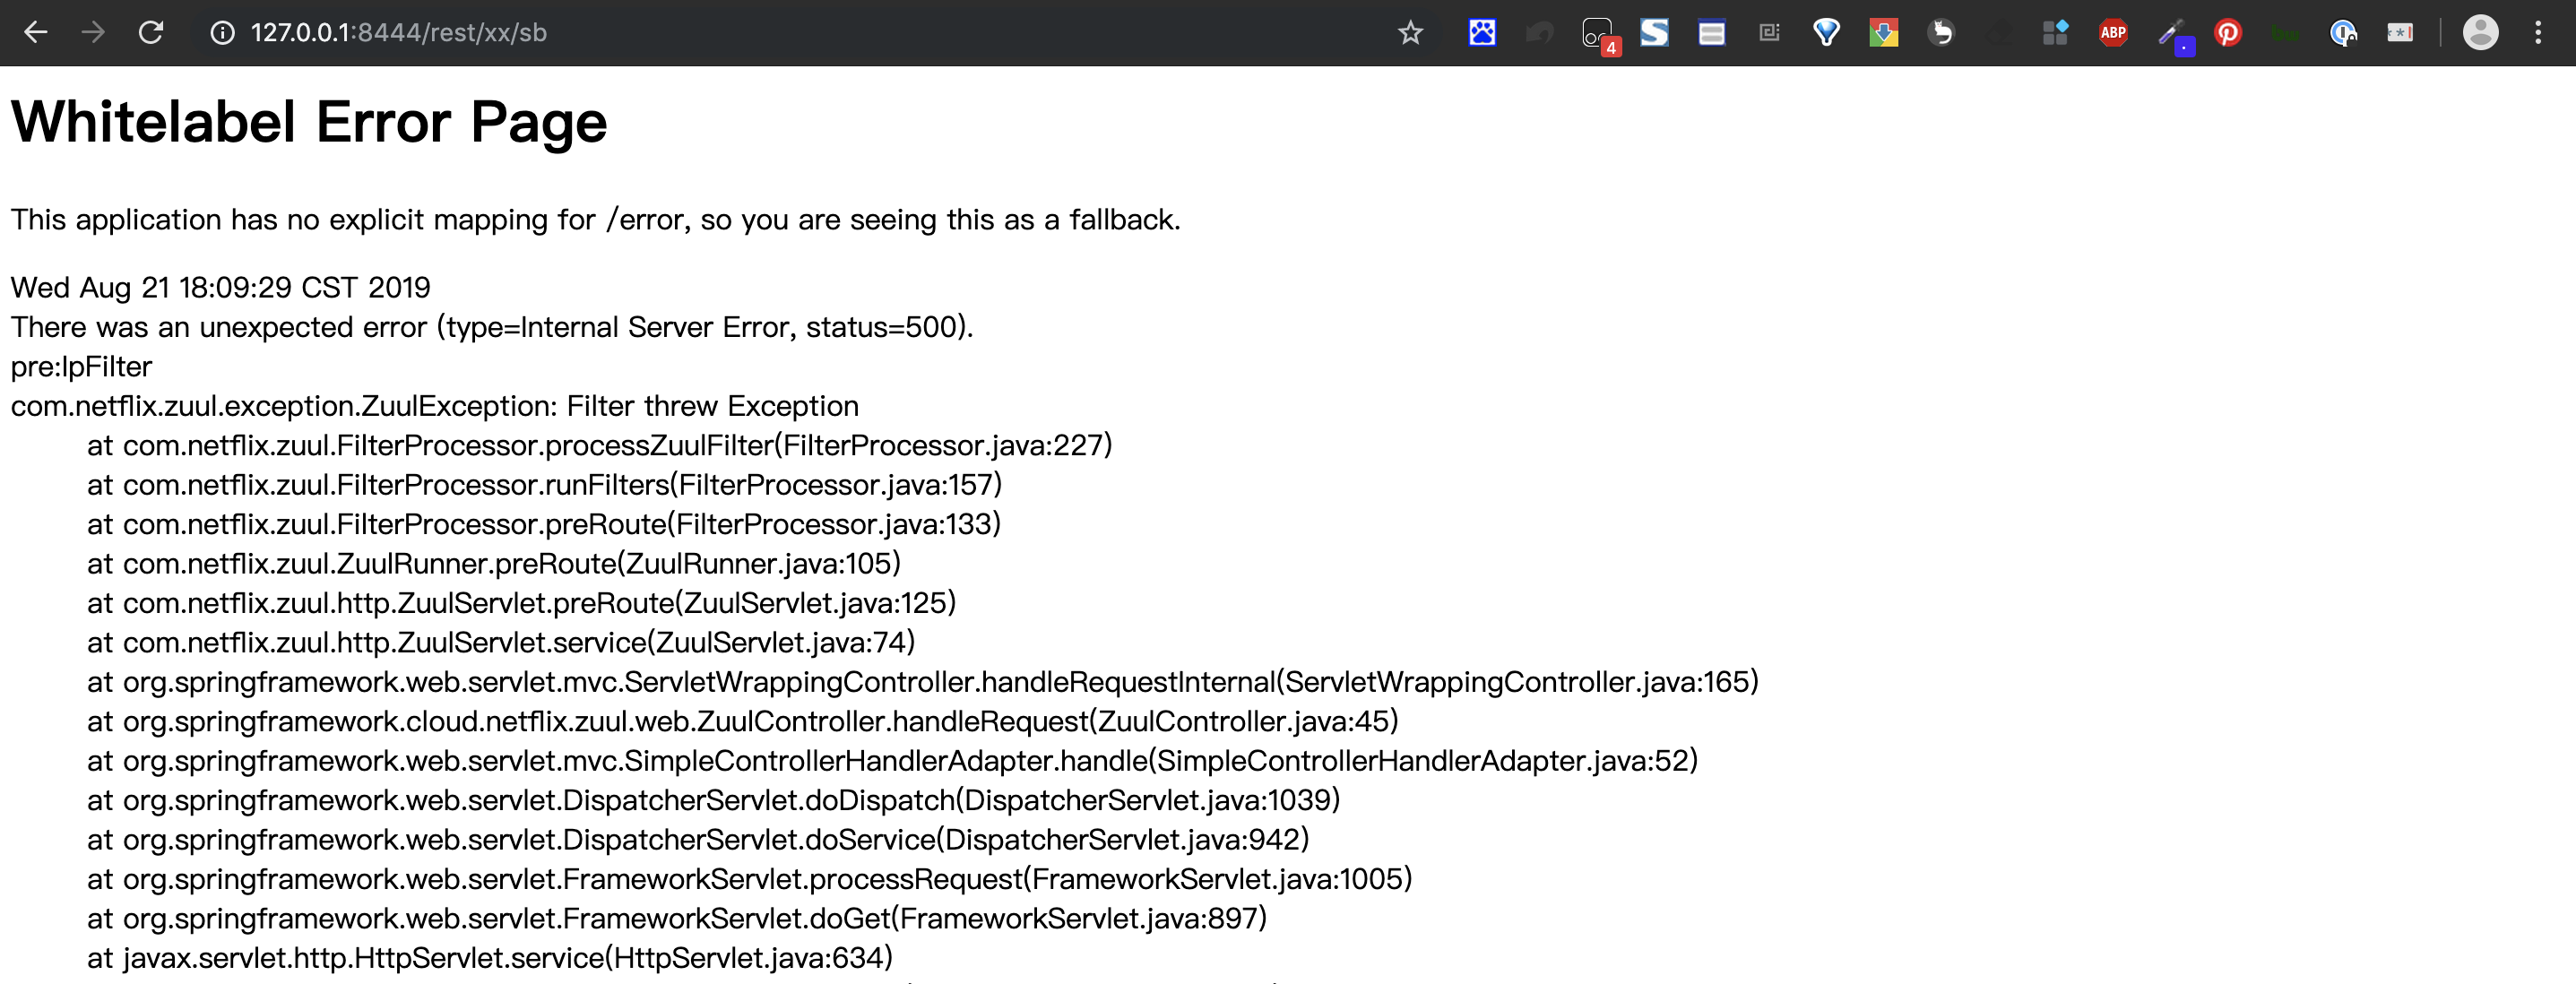 127.0.0.1:8444/rest/xx/sb
4
ABP
Whitelabel Error Page
This application has no explicit mapping for /error, so you are seeing this as a fallback.
Wed Aug 21 18:09:29 CST 2019
There was an unexpected error (type=Internal Server Error, status=500).
pre:IpFilter
com.netflix.zuul.exception.ZuulException: Filter threw Exception
at com.netflix.zuul.FilterProcessor.processZuulFilter(FilterProcessor.java:227)
at com.netflix.zuul.FilterProcessor.runFilters(FilterProcessor.java:157)
at com.netflix.zuul.FilterProcessor.preRoute(FilterProcessor.java:133)
at com.netflix.zuul.ZuulRunner.preRoute(ZuulRunner.java:105)
at com.netflix.zuul.http.ZuulServlet.preRoute(ZuulServlet.java:125)
at com.netflix.zuul.http.ZuulServlet.service(ZuulServlet.java:74)
at org.springframework.web.servlet.mvc.ServletWrappingController.handleRequestInternal(ServletWrappingController.java:165)
at org.springframework.cloud.netflix.zuul.web.ZuulController.handleRequest(ZuulController.java:45)
at org.springframework.web.servlet.mvc.SimpleControllerHandlerAdapter.handle(SimpleControllerHandlerAdapter.java:52)
at org.springframework.web.servlet.DispatcherServlet.doDispatch(DispatcherServlet.java:1039)
at org.springframework.web.servlet.DispatcherServlet.doService(DispatcherServlet.java:942)
at org.springframework.web.servlet.FrameworkServlet.processRequest(FrameworkServlet.java:1005)
at org.springframework.web.servlet.FrameworkServlet.doGet(FrameworkServlet.java:897)
at javax.servlet.http.HttpServlet.service(HttpServlet.java:634)